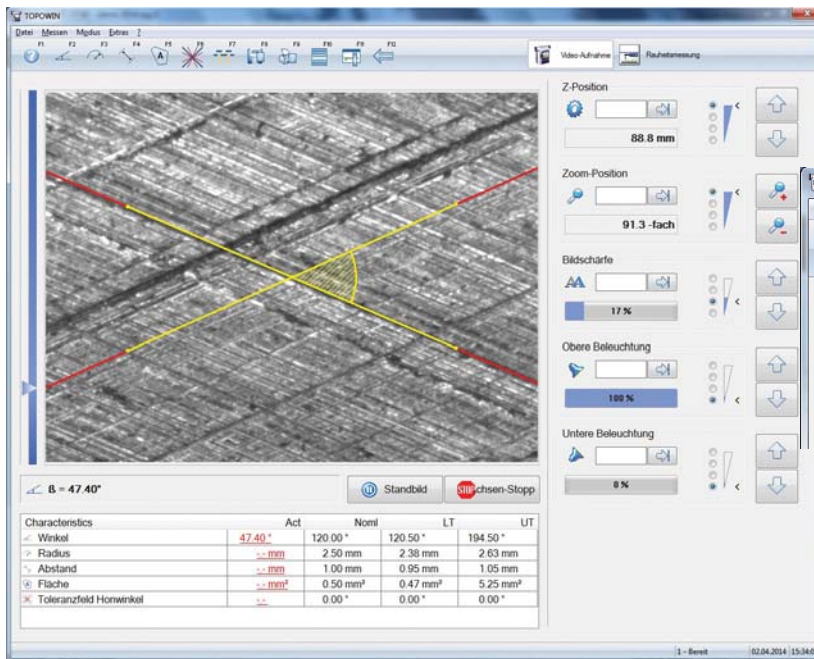 TOPOWIN
Datei Messen Modus Extras ?
F1 F2 F3 F4 F5 F6 F7 F8 F9 F10 F11 F12
A
Video-Aufnahme Rauheitsmessung
Z-Position
88.8 mm
Zoom-Position
91.3 -fach
Bildschärfe
AA
17 %
Obere Beleuchtung
100 %
Untere Beleuchtung
0 %
ß = 47.40° Standbild STOP chsen-Stopp
Characteristics Act Noml LT UT
Winkel 47.40 ° 120.00 ° 120.50 ° 194.50 °
Radius -.- mm 2.50 mm 2.38 mm 2.63 mm
Abstand -.- mm 1.00 mm 0.95 mm 1.05 mm
Fläche -.- mm² 0.50 mm² 0.47 mm² 5.25 mm²
Toleranzfeld Honwinkel -.- 0.00 ° 0.00 ° 0.00 °
1 - Bereit 02.04.2014 15:34:0